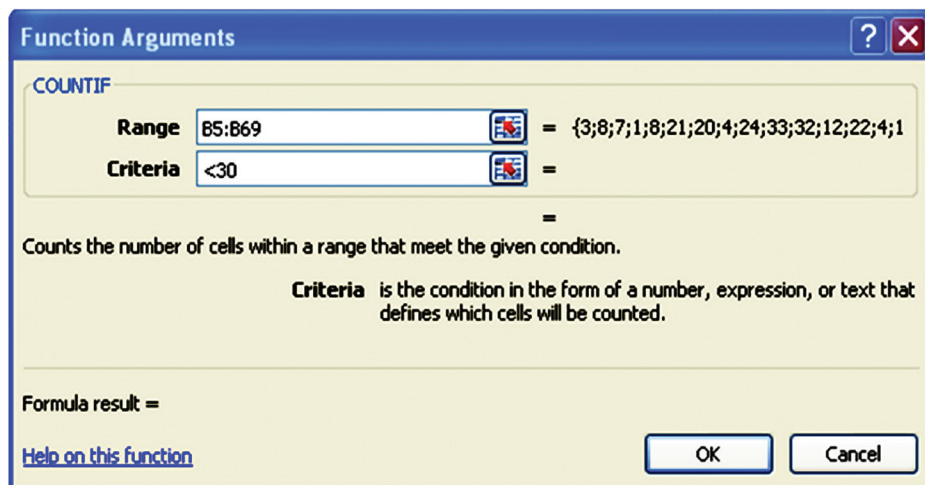 Function Arguments
COUNTIF
Range B5:B69 = {3;8;7;1;8;21;20;4;24;33;32;12;22;4;1
Criteria <30 =
=
Counts the number of cells within a range that meet the given condition.
Criteria is the condition in the form of a number, expression, or text that
defines which cells will be counted.
Formula result =
Help on this function OK Cancel